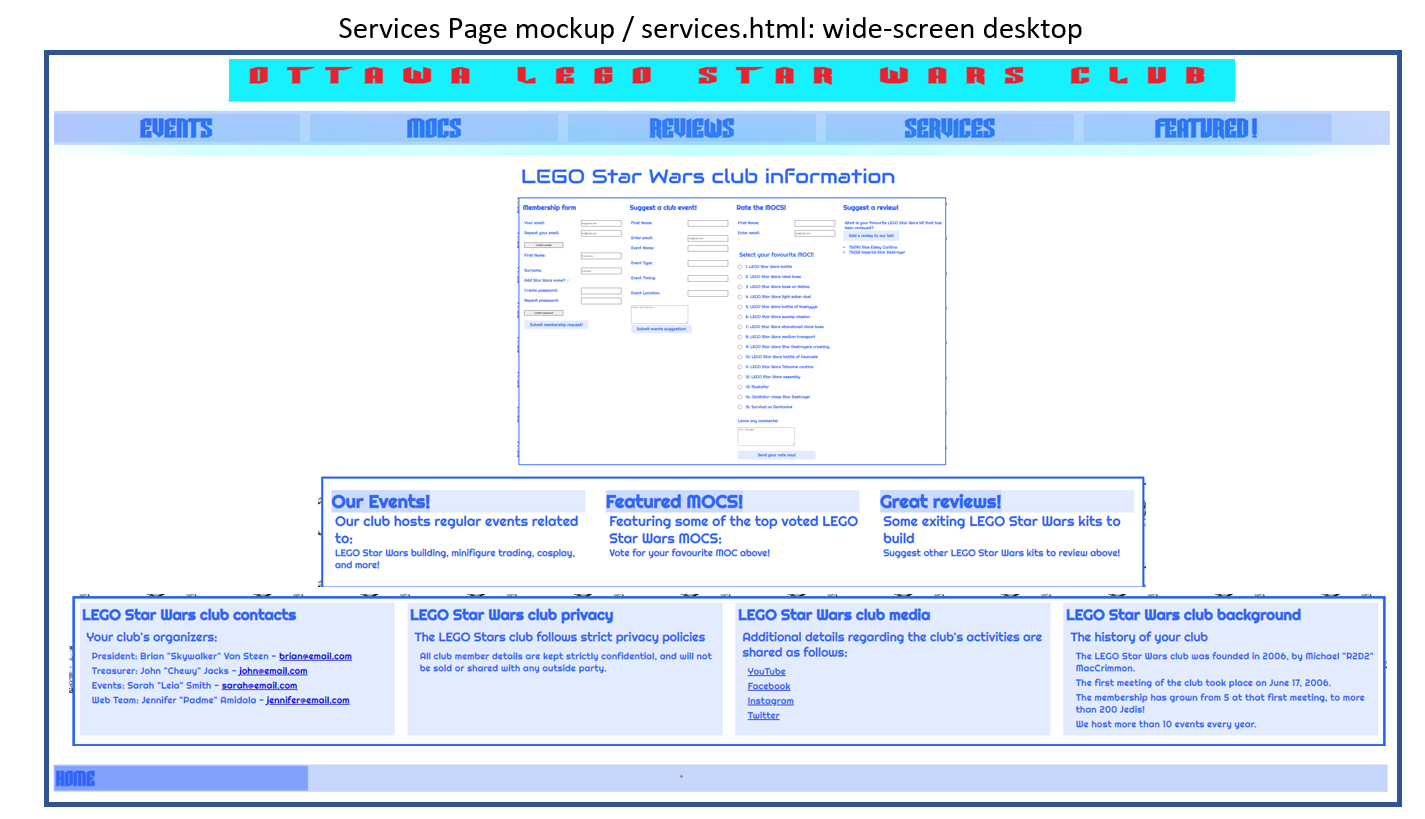 Services Page mockup / services.html: wide-screen desktop
OTTAWA LEGO STAR WARS CLUB
EVENTS
MOCS
REVIEWS
SERVICES
FEATURED!
LEGO Star Wars club information
Membership form
Your email:
Repeat your email:
First Name:
Surname:
Add Star Wars name?
Create password:
Repeat password:
Submit membership request!
Suggest a club event!
First Name:
Enter email:
Event Name:
Event Type:
Event Timing:
Event Location:
Submit events suggestion!
Rate the MOCS!
First Name:
Enter email:
Select your favourite MOC!!
1. LEGO Star Wars battle
2. LEGO Star Wars rebel base
3. LEGO Star Wars base on Naboo
4. LEGO Star Wars light saber duel
5. LEGO Star Wars battle of Kashyyyk
6. LEGO Star Wars swamp mission
7. LEGO Star Wars abandoned clone base
8. LEGO Star Wars medium transport
9. LEGO Star Wars Star Destroyers crashing
10. LEGO Star Wars battle of Geonosis
11. LEGO Star Wars Tatooine cantina
12. LEGO Star Wars assembly
14. Gladiator-class Star Destroyer
15. Survival on Dantooine
Leave any comments!
Send your vote now!
Suggest a review!
What is your favourite LEGO Star Wars kit that has
been reviewed?
Add a review to our list!
75290 Mos Eisley Cantina
75252 Imperial Star Destroyer
Our Events!
Our club hosts regular events related
to:
LEGO Star Wars building, minifigure trading, cosplay,
and more!
Featured MOCS!
Featuring some of the top voted LEGO
Star Wars MOCS:
Vote for your favourite MOC above!
Great reviews!
Some exiting LEGO Star Wars kits to
build
Suggest other LEGO Star Wars kits to review above!
LEGO Star Wars club contacts
Your club's organizers:
President: Brian "Skywalker" Van Steen - brian@email.com
Treasurer: John "Chewy" Jacks - john@email.com
Events: Sarah "Leia" Smith - sarah@email.com
Web Team: Jennifer "Padme" Amidala - jennifer@email.com
LEGO Star Wars club privacy
The LEGO Stars club follows strict privacy policies
All club member details are kept strictly confidential, and will not
be sold or shared with any outside party.
LEGO Star Wars club media
Additional details regarding the club's activities are
shared as follows:
YouTube
Facebook
Instagram
Twitter
LEGO Star Wars club background
The history of your club
The LEGO Star Wars club was founded in 2006, by Michael "R2D2"
MacCrimmon.
The first meeting of the club took place on June 17, 2006.
The membership has grown from 5 at that first meeting, to more
than 200 Jedis!
We host more than 10 events every year.
HOME